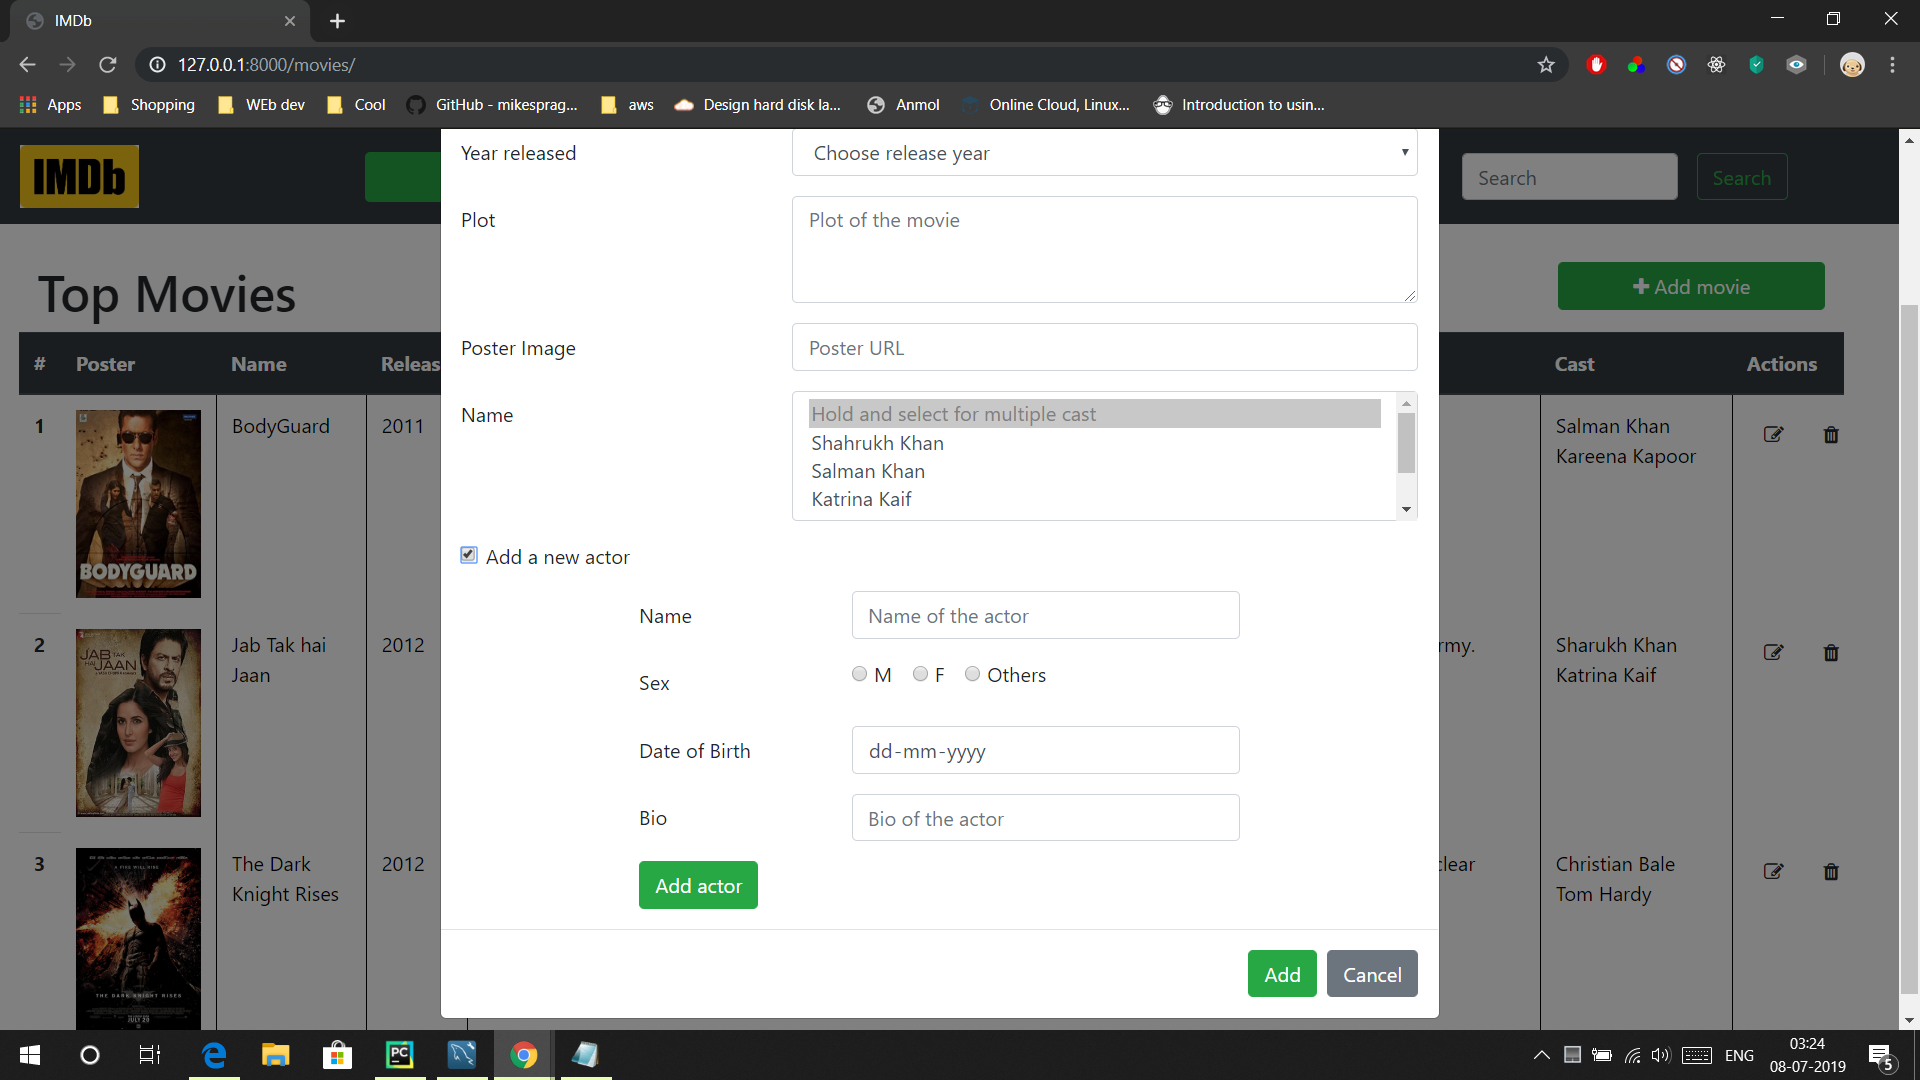 IMDb
127.0.0.1:8000/movies/
Apps
Shopping
WEb dev
Cool
GitHub - mikesprag...
aws
Design hard disk la...
Anmol
Online Cloud, Linux...
Introduction to usin...
IMDb
Search
Search
Year released
Choose release year
Plot
Plot of the movie
Top Movies
Add movie
Poster Image
Poster URL
# Poster Name Releas Cast Actions
Name
Hold and select for multiple cast
Shahrukh Khan
Salman Khan
Katrina Kaif
1
BODYGUARD
BodyGuard
2011
Salman Khan
Kareena Kapoor
Add a new actor
Name
Name of the actor
Sex
M
F
Others
Date of Birth
dd-mm-yyyy
Bio
Bio of the actor
Add actor
2
JAB TAK
HAI JAAN
Jab Tak hai
Jaan
2012
rmy.
Sharukh Khan
Katrina Kaif
3
THE DARK KNIGHT RISES
JULY 20
The Dark
Knight Rises
2012
clear
Christian Bale
Tom Hardy
Add
Cancel
PC
ENG
03:24
08-07-2019
5